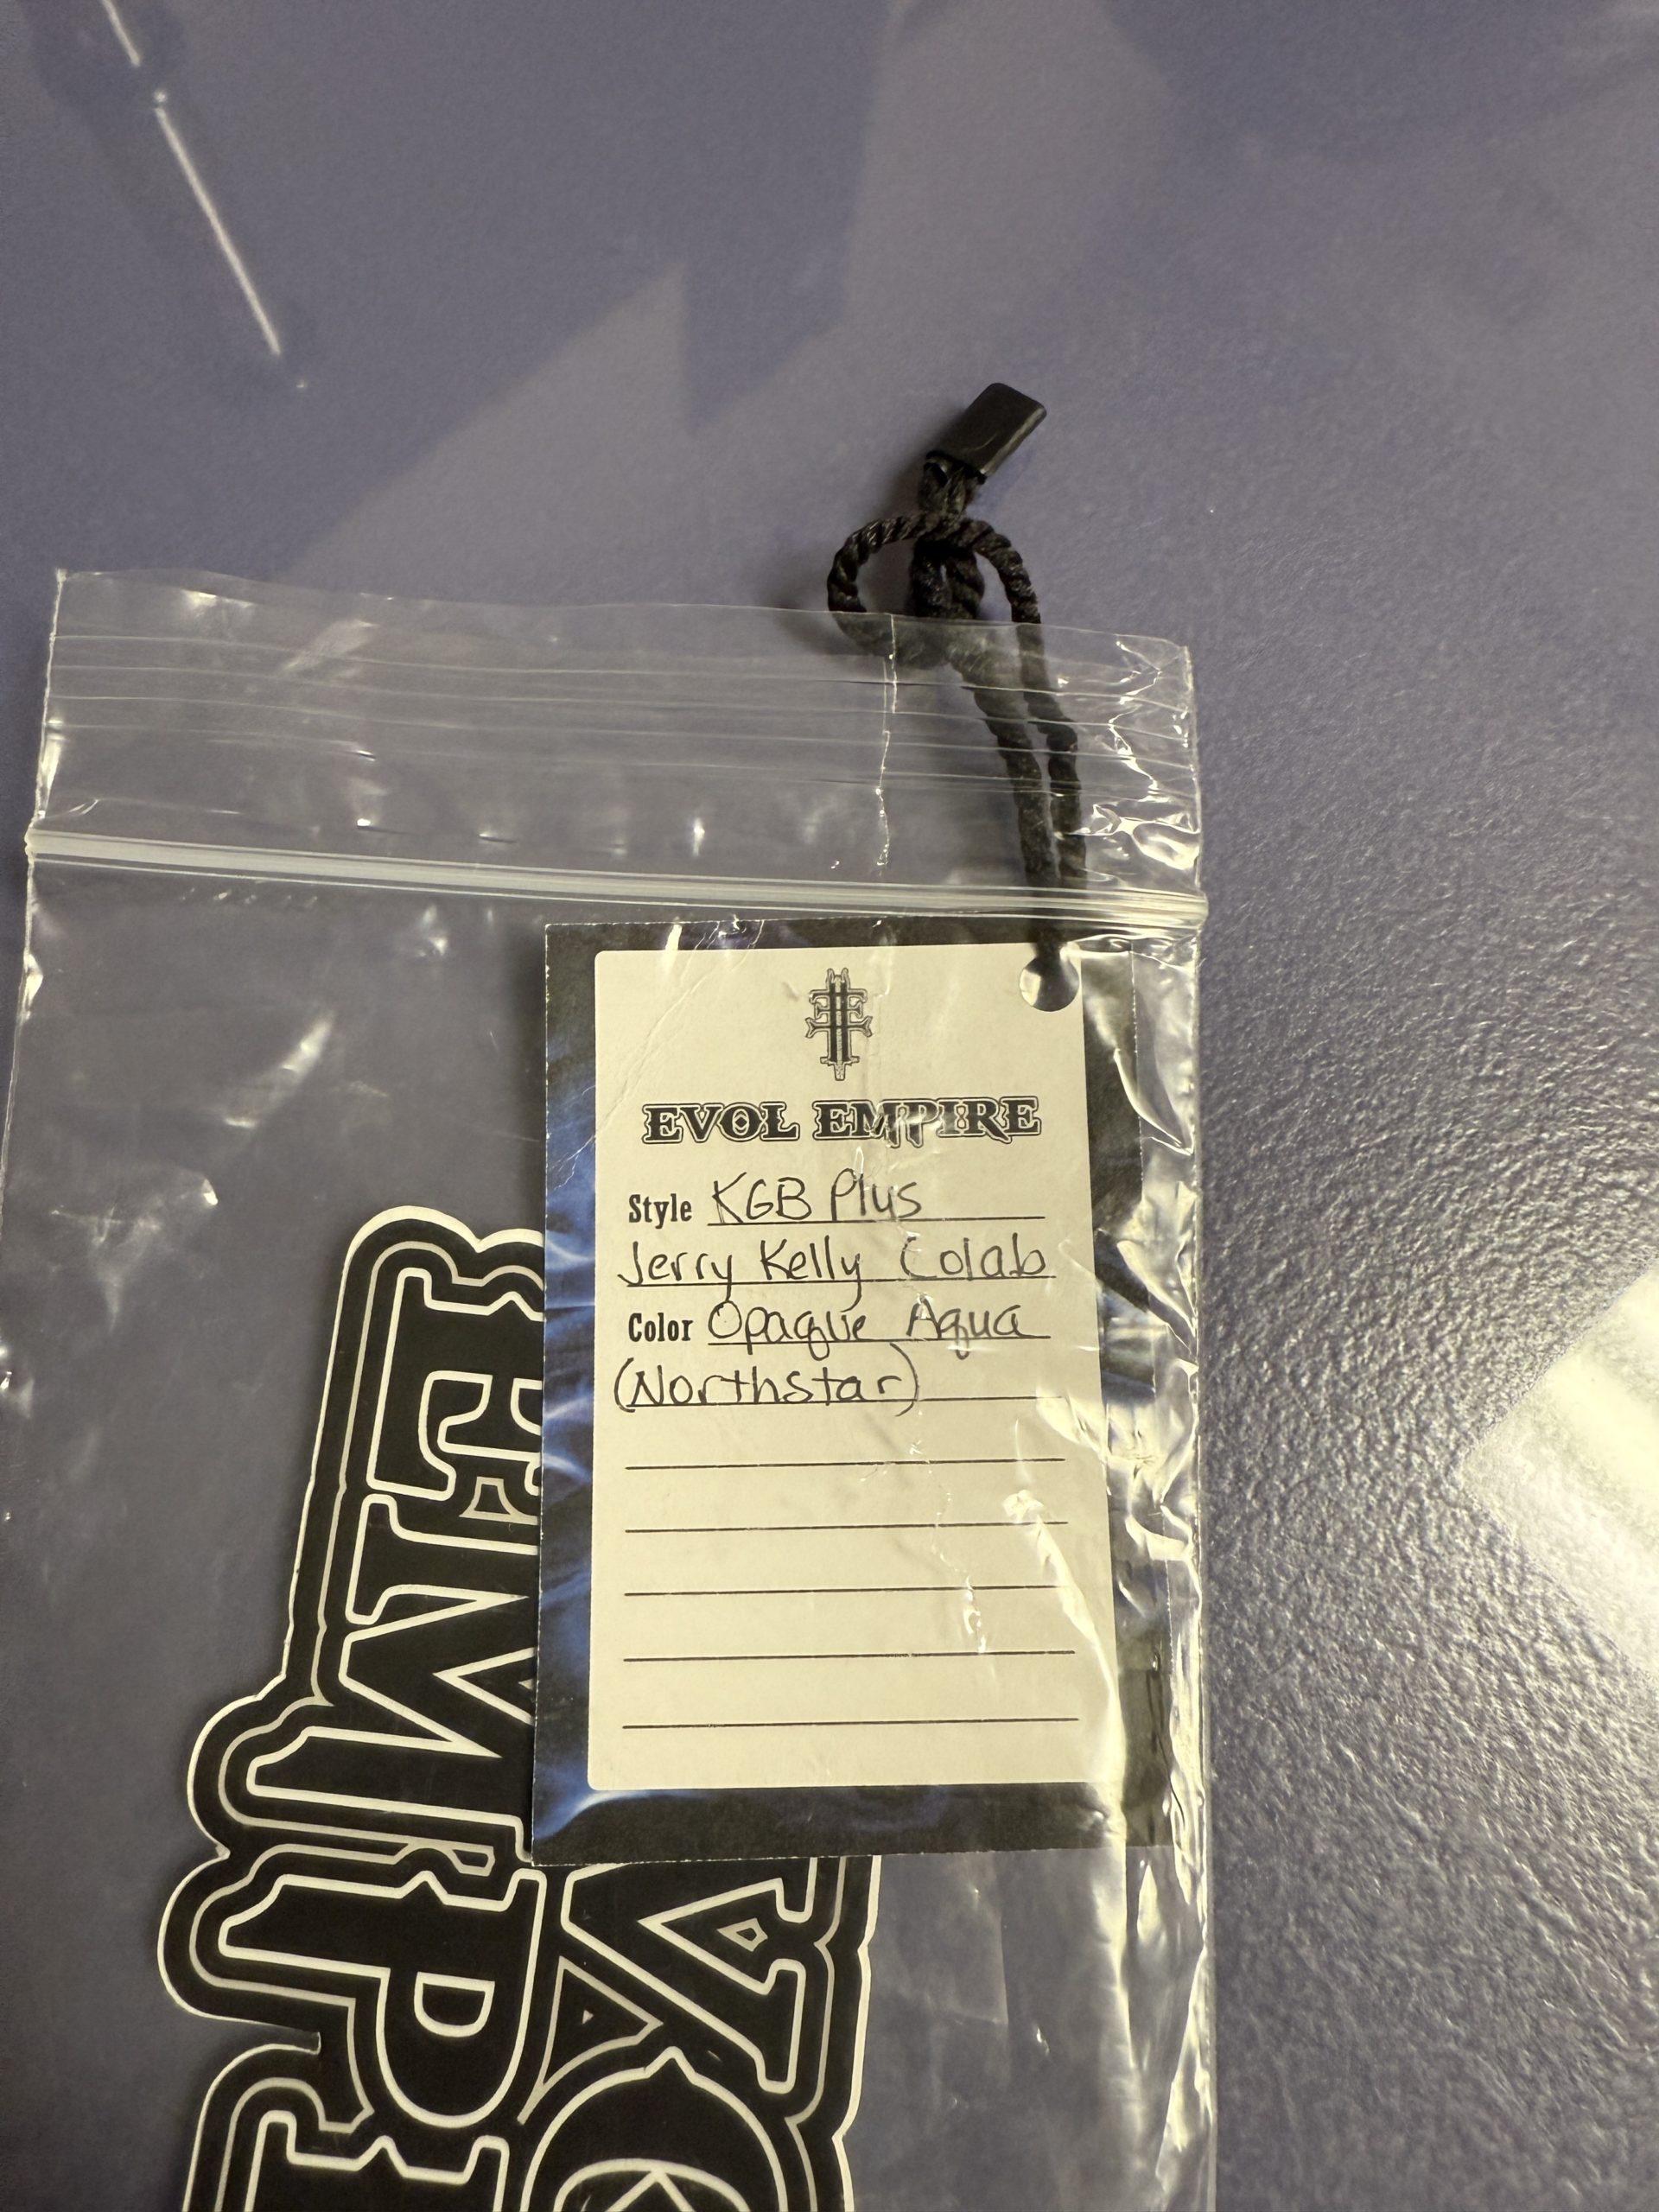 EVOL EMPIRE
Style KGB Plus
Jerry Kelly Colab
Color Opaque Aqua
(Northstar)